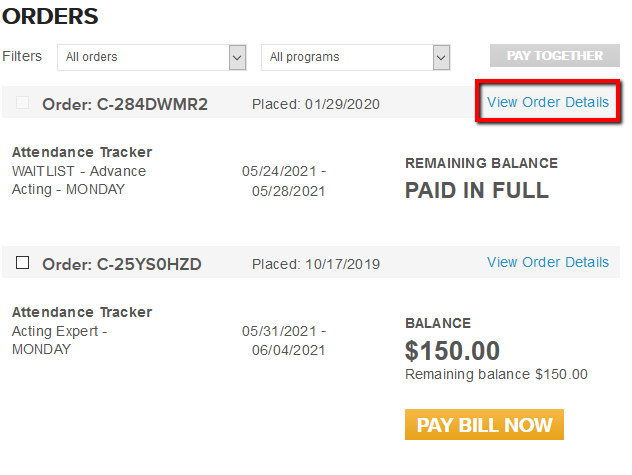 ORDERS
Filters All orders All programs PAY TOGETHER
Order: C-284DWMR2 Placed: 01/29/2020 View Order Details
Attendance Tracker
WAITLIST - Advance Acting - MONDAY
05/24/2021 - 05/28/2021
REMAINING BALANCE
PAID IN FULL
Order: C-25YS0HZD Placed: 10/17/2019 View Order Details
Attendance Tracker
Acting Expert - MONDAY
05/31/2021 - 06/04/2021
BALANCE
$150.00
Remaining balance $150.00
PAY BILL NOW